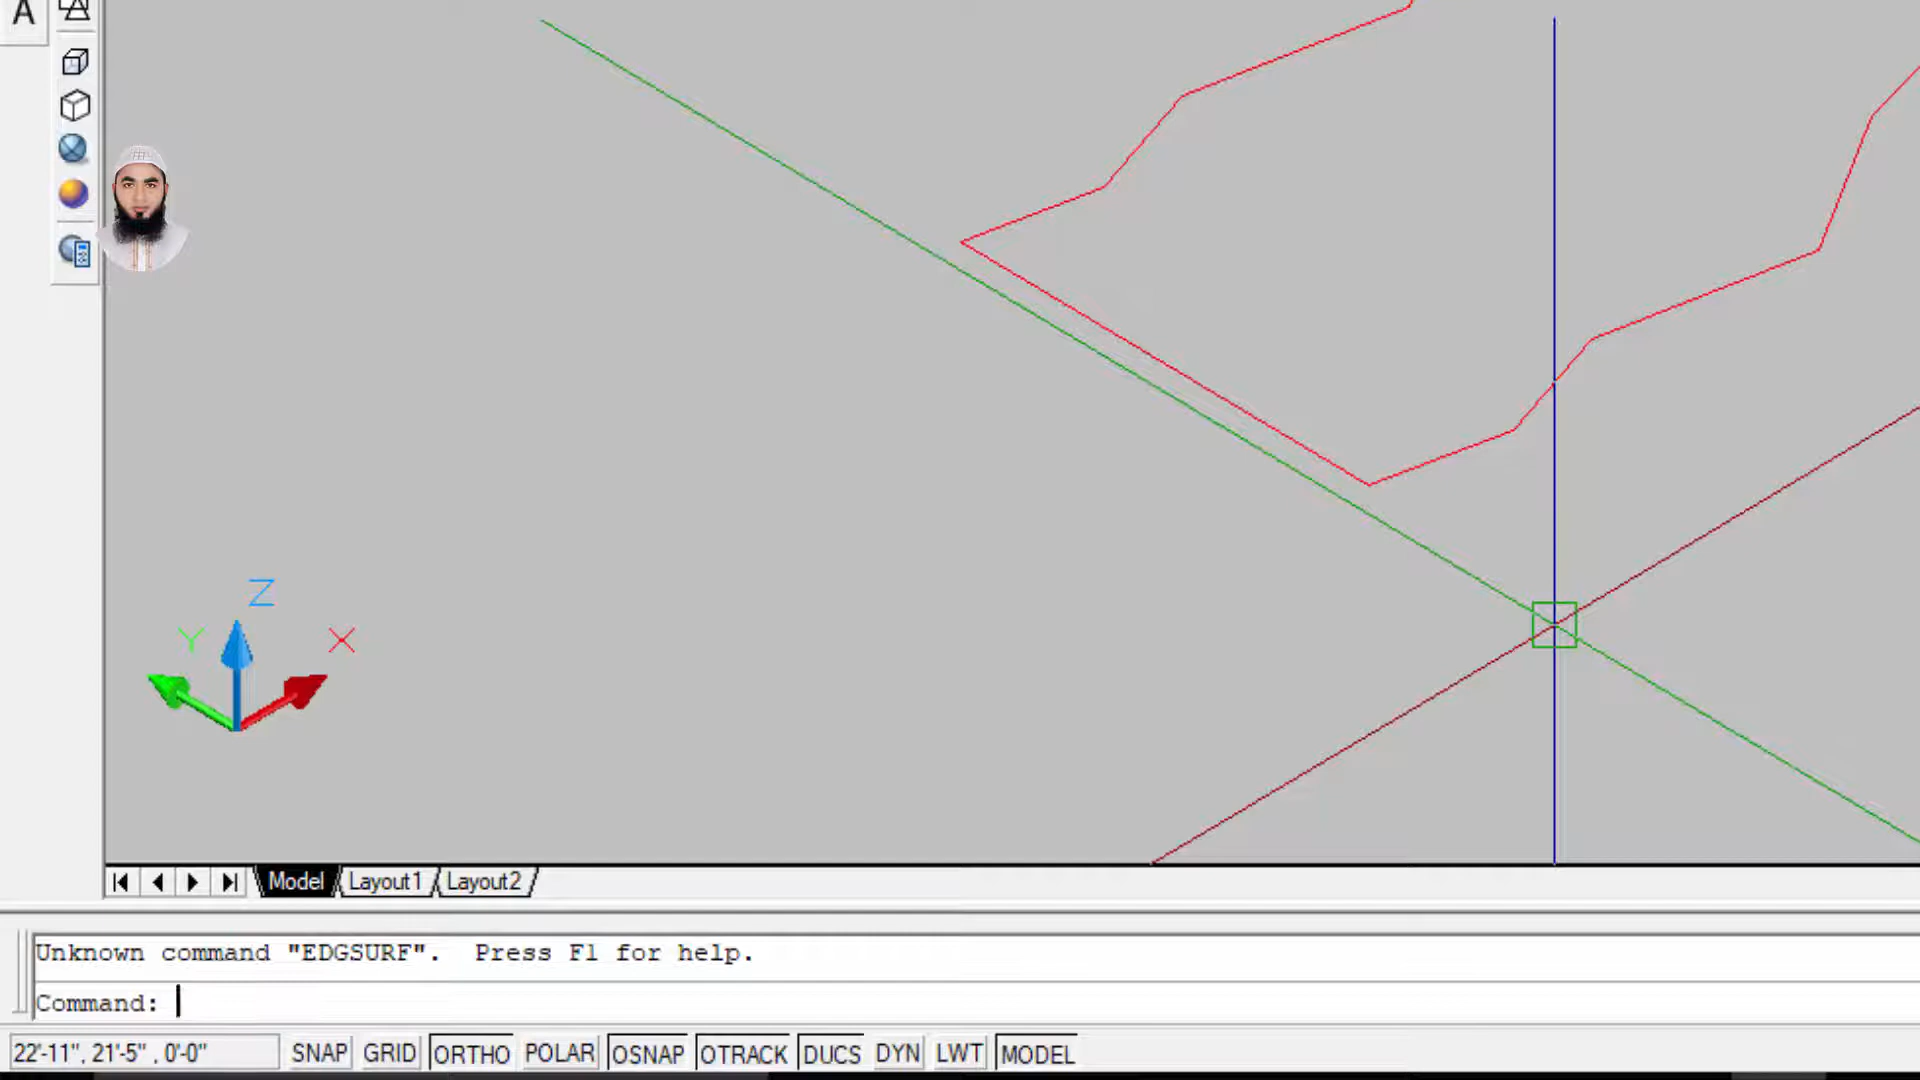 A
Z
Y
X
Model Layout1 Layout2
Unknown command "EDGSURF". Press F1 for help.
Command:
22'-11", 21'-5" , 0'-0" SNAP GRID ORTHO POLAR OSNAP OTRACK DUCS DYN LWT MODEL